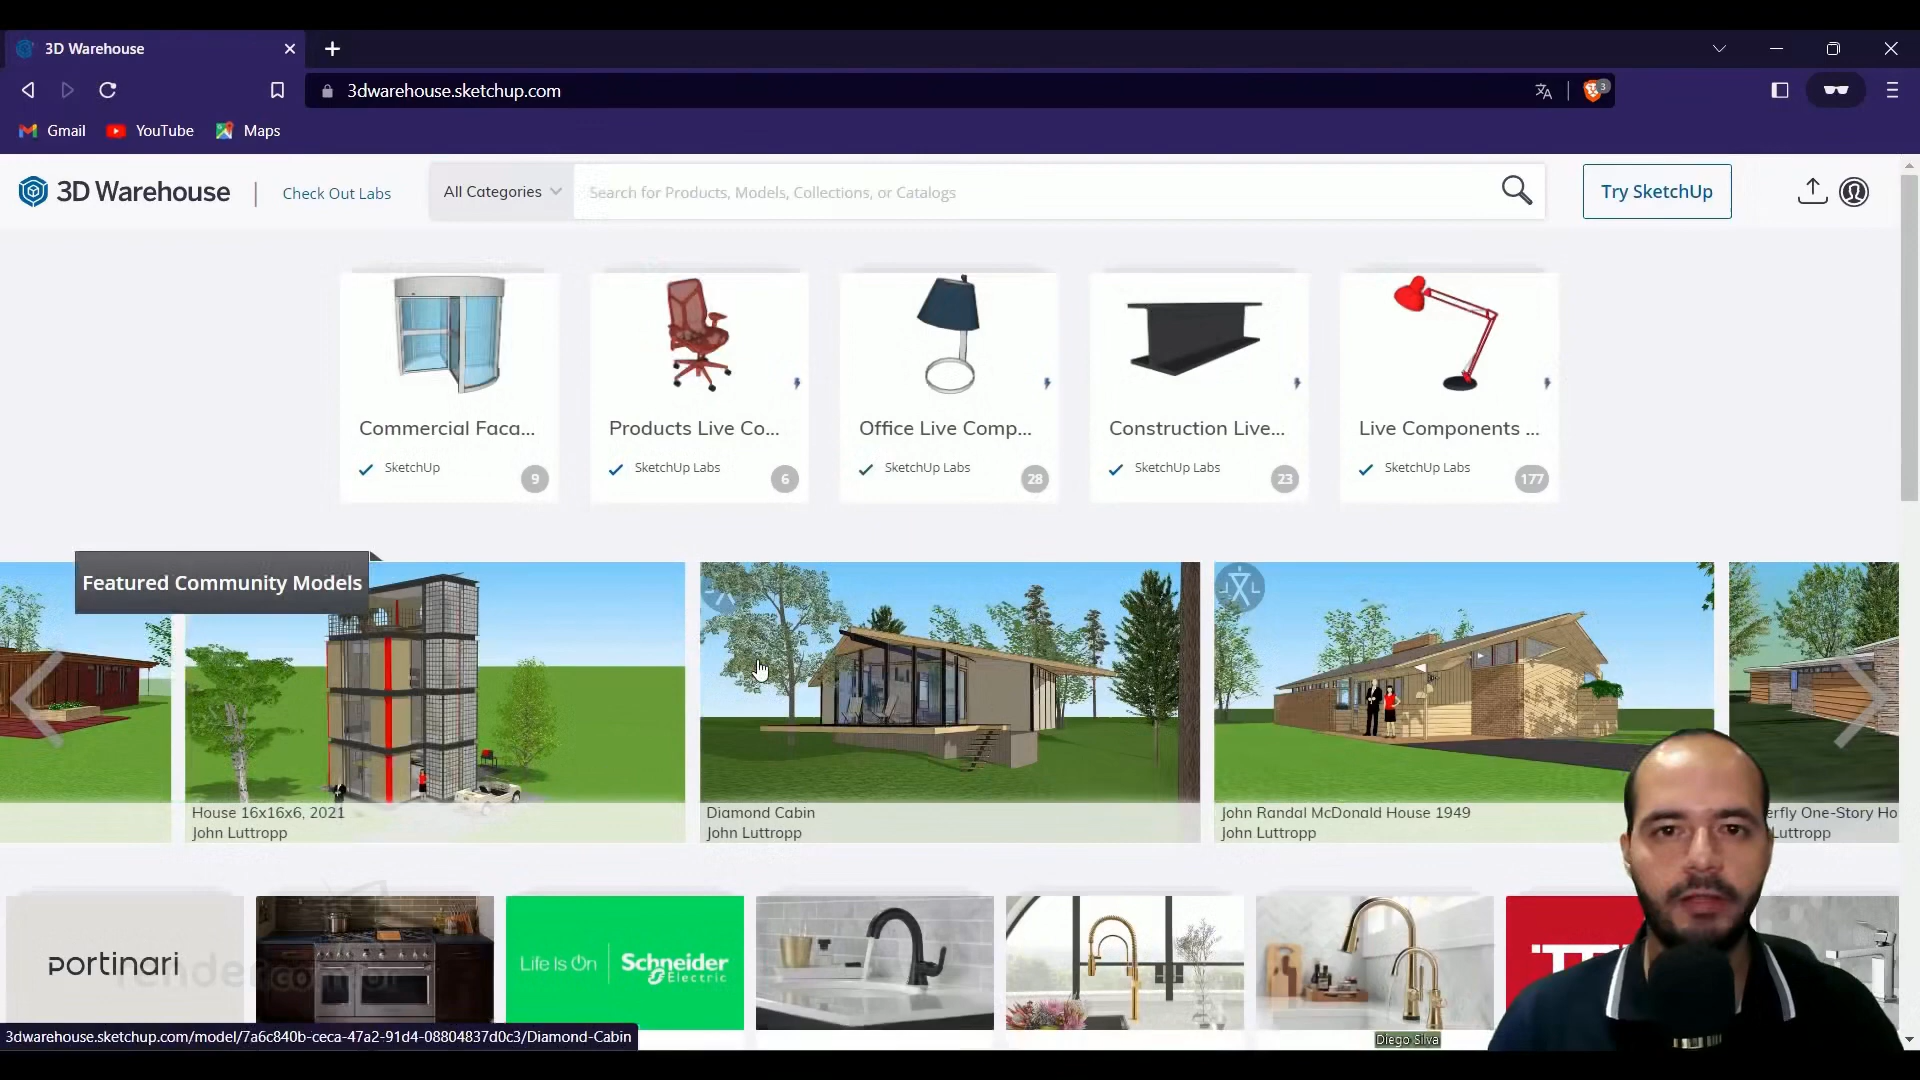 3D Warehouse
3dwarehouse.sketchup.com
3
Gmail
YouTube
Maps
3D Warehouse
Check Out Labs
All Categories
Search for Products, Models, Collections, or Catalogs
Try SketchUp
Commercial Faca...
SketchUp
9
Products Live Co...
SketchUp Labs
6
Office Live Comp...
SketchUp Labs
28
Construction Live...
SketchUp Labs
23
Live Components ...
SketchUp Labs
177
Featured Community Models
House 16x16x6, 2021
John Luttropp
Diamond Cabin
John Luttropp
John Randal McDonald House 1949
John Luttropp
erfly One-Story Ho
Luttropp
portinari
Life Is On
Schneider
Electric
3dwarehouse.sketchup.com/model/7a6c840b-ceca-47a2-91d4-08804837d0c3/Diamond-Cabin
Diego Silva